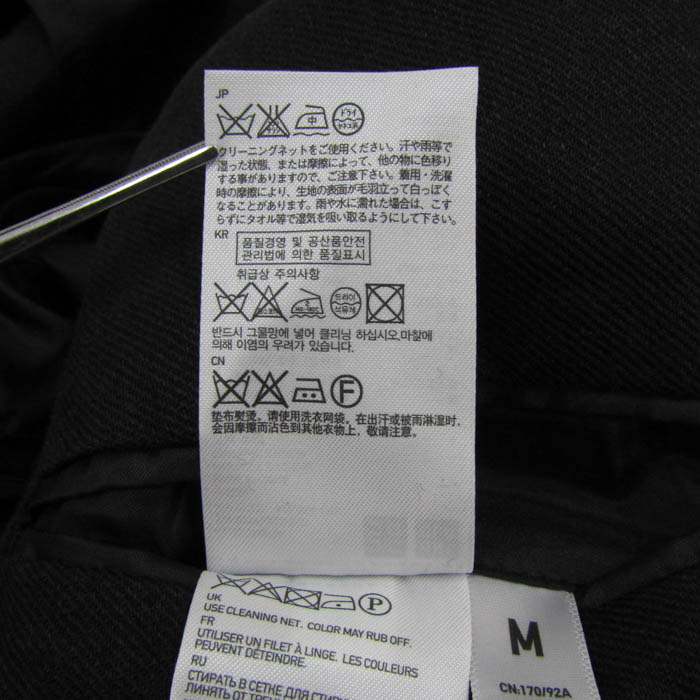 JP
中
ドライ
セキユ系
クリーニングネットをご使用ください。汗や雨等で
湿った状態、または摩擦によって、他の物に色移り
する事がありますので、ご注意下さい。着用・洗濯
時の摩擦により、生地の表面が毛羽立って白っぽく
なることがあります。雨や水に濡れた場合は、こす
らずにタオル等で湿気を吸い取るようにして下さい。
KR
품질경영 및 공산품안전
관리법에 의한 품질표시
취급상 주의사항
드라이
석유계
반드시 그물망에 넣어 클리닝 하십시오.마찰에
의해 이염의 우려가 있습니다.
CN
F
垫布熨烫。请使用洗衣网袋。在出汗或被雨淋湿时,
会因摩擦而沾色到其他衣物上,敬请注意。
P
UK
USE CLEANING NET. COLOR MAY RUB OFF.
FR
UTILISER UN FILET À LINGE. LES COULEURS
PEUVENT DÉTEINDRE.
RU
СТИРАТЬ В СЕТКЕ ДЛЯ
ЛИНЯТЬ ОТ
M
CN:170/92A